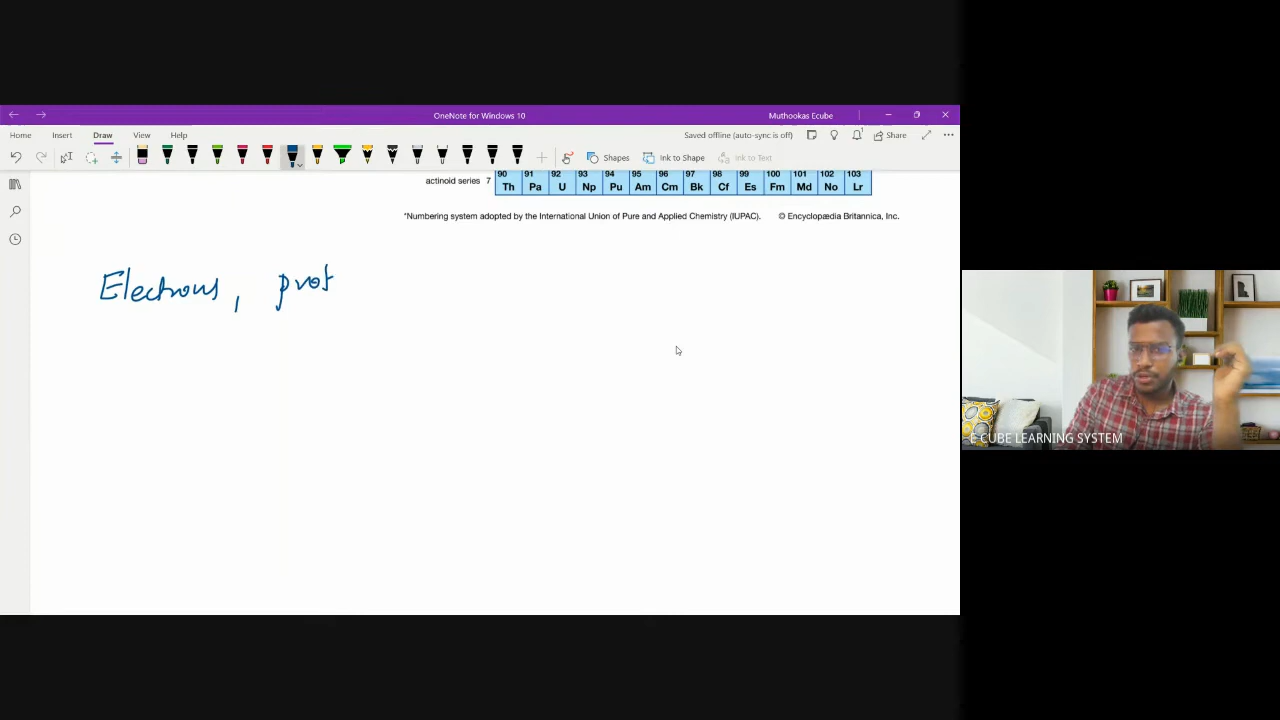 OneNote for Windows 10
Muthookas Ecube
Home Insert Draw View Help
Saved offline (auto-sync is off)
Share
Shapes
Ink to Shape
Ink to Text
90 91 92 93 94 95 96 97 98 99 100 101 102 103
actinoid series 7 Th Pa U Np Pu Am Cm Bk Cf Es Fm Md No Lr
*Numbering system adopted by the International Union of Pure and Applied Chemistry (IUPAC). © Encyclopædia Britannica, Inc.
Electrons, prot
E CUBE LEARNING SYSTEM